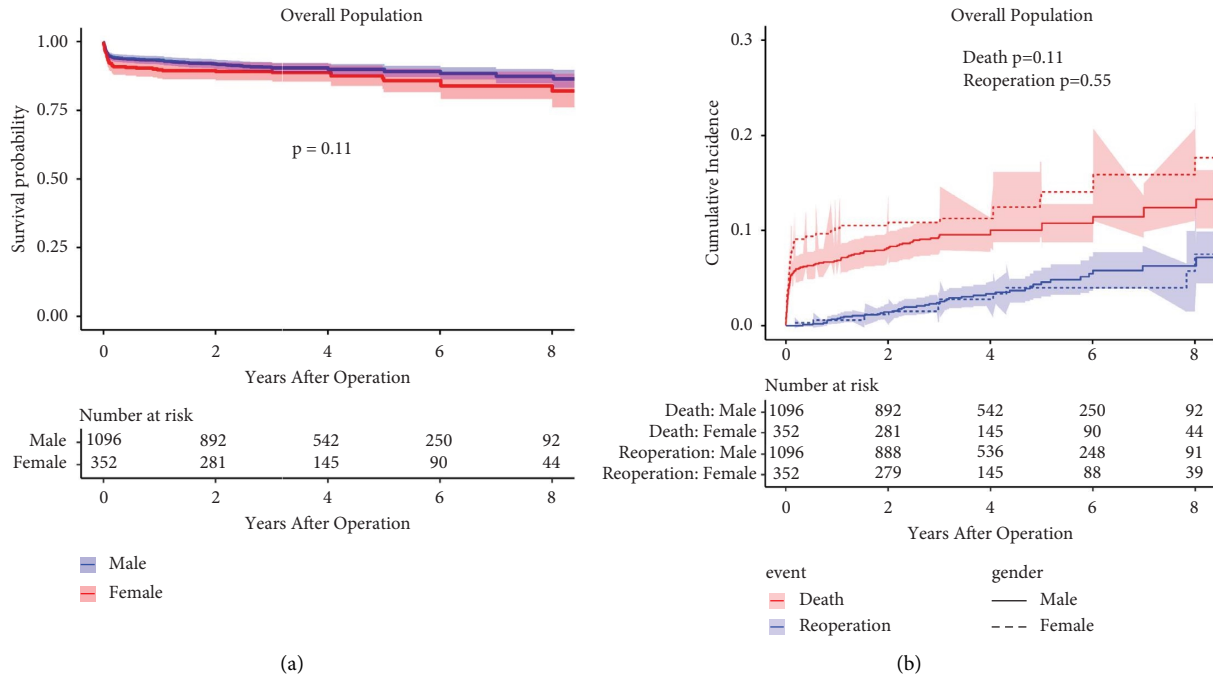 Overall Population
1.00
0.75
0.50
0.25
0.00
Survival probability
p = 0.11
0 2 4 6 8
Years After Operation
Number at risk
Male 1096 892 542 250 92
Female 352 281 145 90 44
0 2 4 6 8
Years After Operation
Male
Female
(a)
Overall Population
0.3
0.2
0.1
0.0
Cumulative Incidence
Death p=0.11
Reoperation p=0.55
0 2 4 6 8
Years After Operation
Number at risk
Death: Male 1096 892 542 250 92
Death: Female 352 281 145 90 44
Reoperation: Male 1096 888 536 248 91
Reoperation: Female 352 279 145 88 39
0 2 4 6 8
Years After Operation
event gender
Death Male
Reoperation Female
(b)